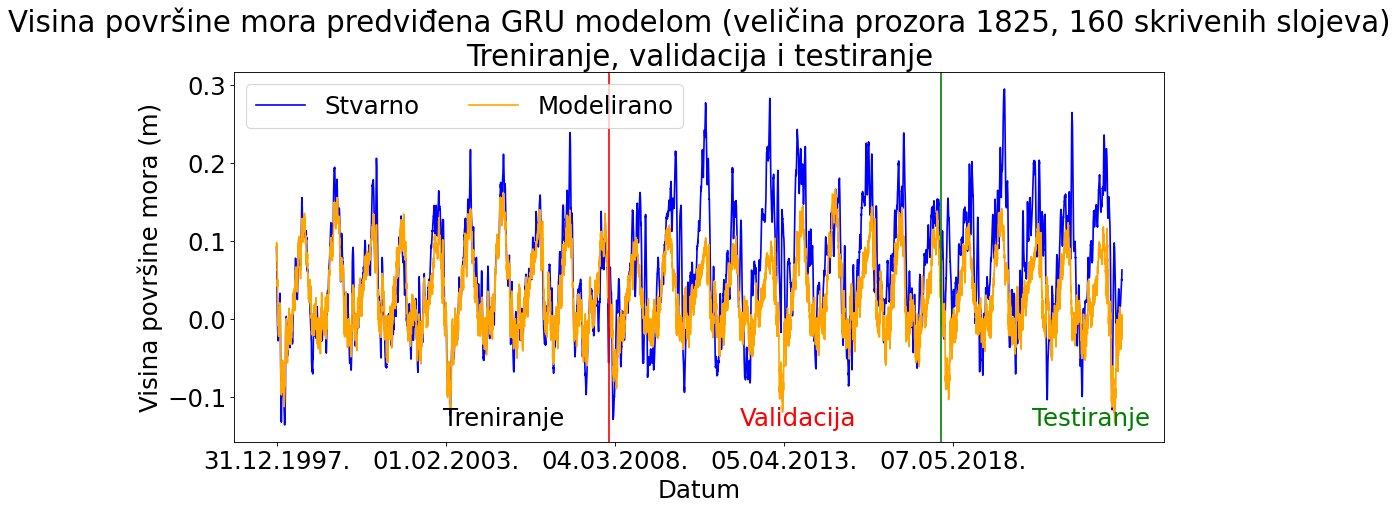 Visina površine mora predviđena GRU modelom (veličina prozora 1825, 160 skrivenih slojeva)
Treniranje, validacija i testiranje
Stvarno
Modelirano
Visina površine mora (m)
0.3
0.2
0.1
0.0
−0.1
Treniranje
Validacija
Testiranje
31.12.1997.
01.02.2003.
04.03.2008.
05.04.2013.
07.05.2018.
Datum